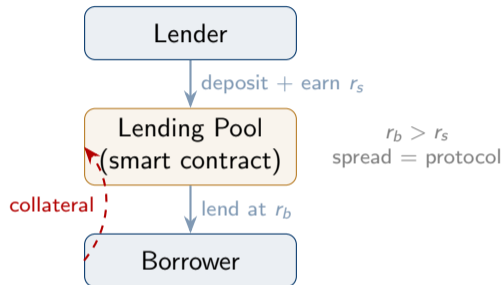 Lender
deposit + earn r_s
Lending Pool
(smart contract)
r_b > r_s
spread = protocol
collateral
lend at r_b
Borrower